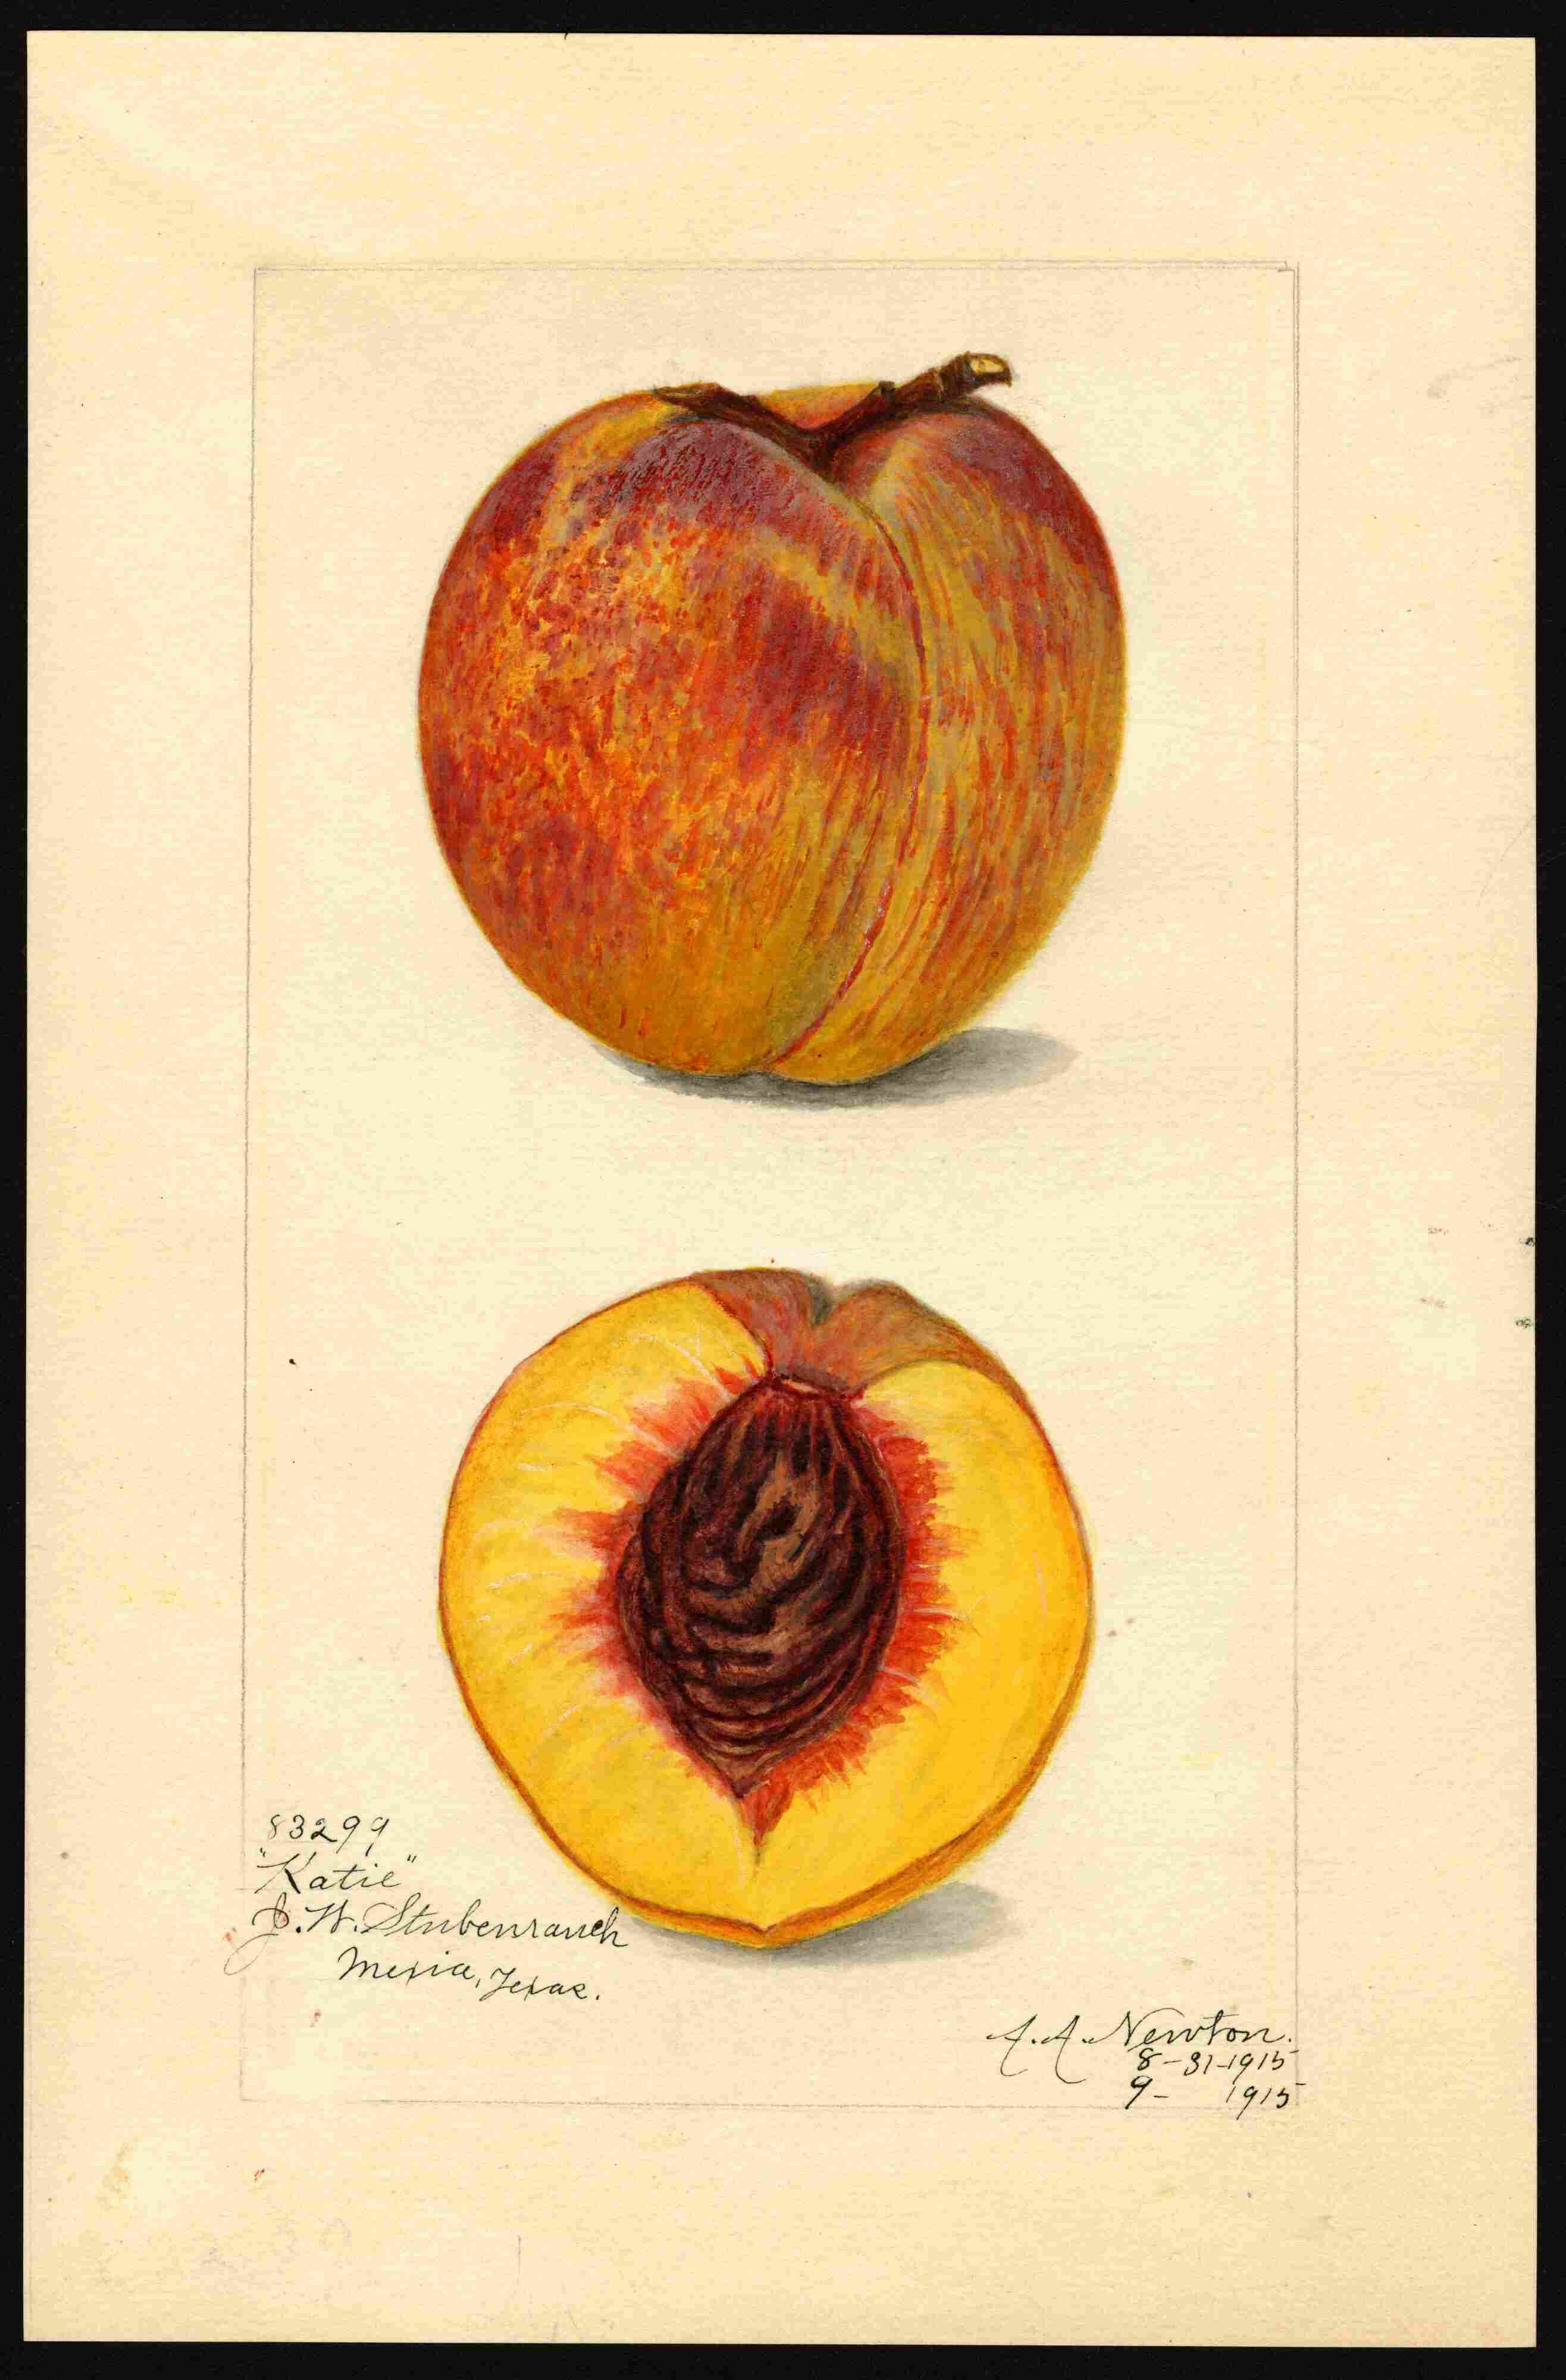 83299
"Katie"
J. W. Stubenrauch
Mexia, Texas.
A. A. Newton.
8-31-1915
9- 1915